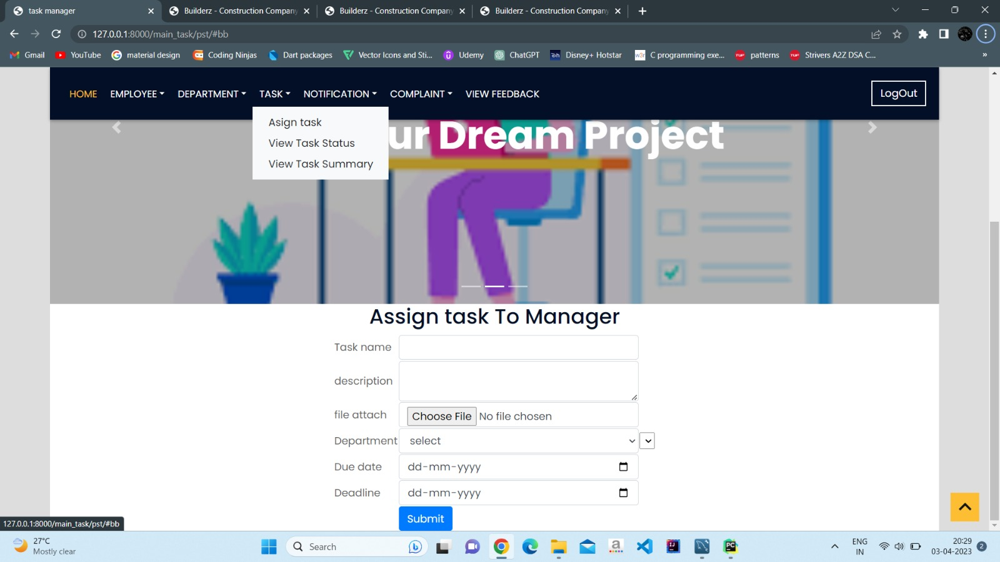 task manager
Builderz - Construction Company
Builderz - Construction Company
Builderz - Construction Company
127.0.0.1:8000/main_task/pst/#bb
Gmail YouTube material design Coding Ninjas Dart packages Vector Icons and Sti... Udemy ChatGPT Disney+ Hotstar C programming exe... patterns Strivers A2Z DSA C... »
HOME EMPLOYEE DEPARTMENT TASK NOTIFICATION COMPLAINT VIEW FEEDBACK LogOut
Asign task
View Task Status
View Task Summary
ur Dream Project
Assign task To Manager
Task name
description
file attach Choose File No file chosen
Department select
Due date dd-mm-yyyy
Deadline dd-mm-yyyy
Submit
127.0.0.1:8000/main_task/pst/#bb
27°C
Mostly clear
Search
ENG
IN
20:29
03-04-2023
2